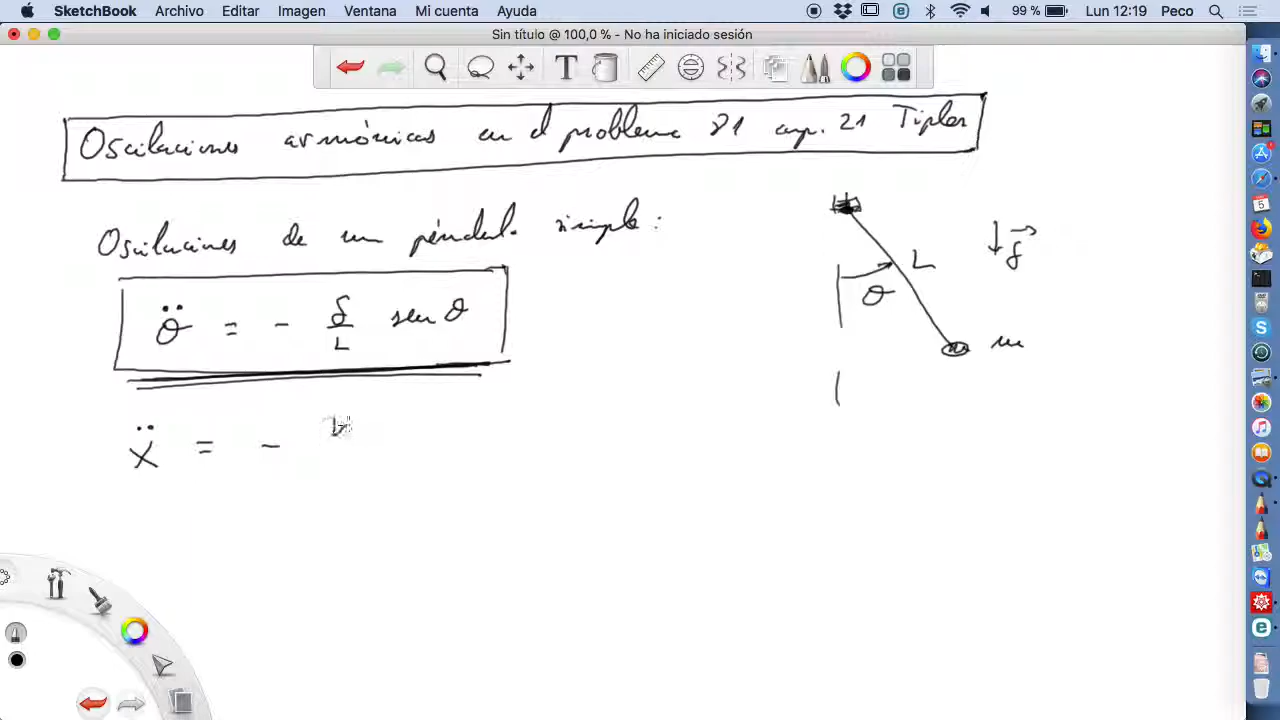 SketchBook Archivo Editar Imagen Ventana Mi cuenta Ayuda 99 % Lun 12:19 Peco
Sin título @ 100,0 % - No ha iniciado sesión
T
Oscilaciones armónicas en el problema 81 cap. 21 Tipler
Oscilaciones de un péndulo simple:
θ̈ = - g/L sen θ
↓ g⃗
L
θ
m
ẍ = - k